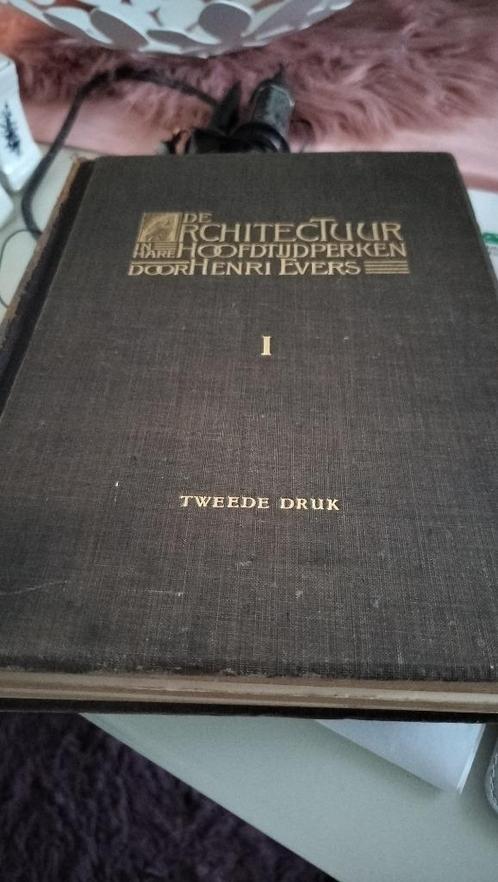 DE
ARCHITECTUUR
IN HARE HOOFDTIJDPERKEN
DOOR HENRI EVERS
I
TWEEDE DRUK